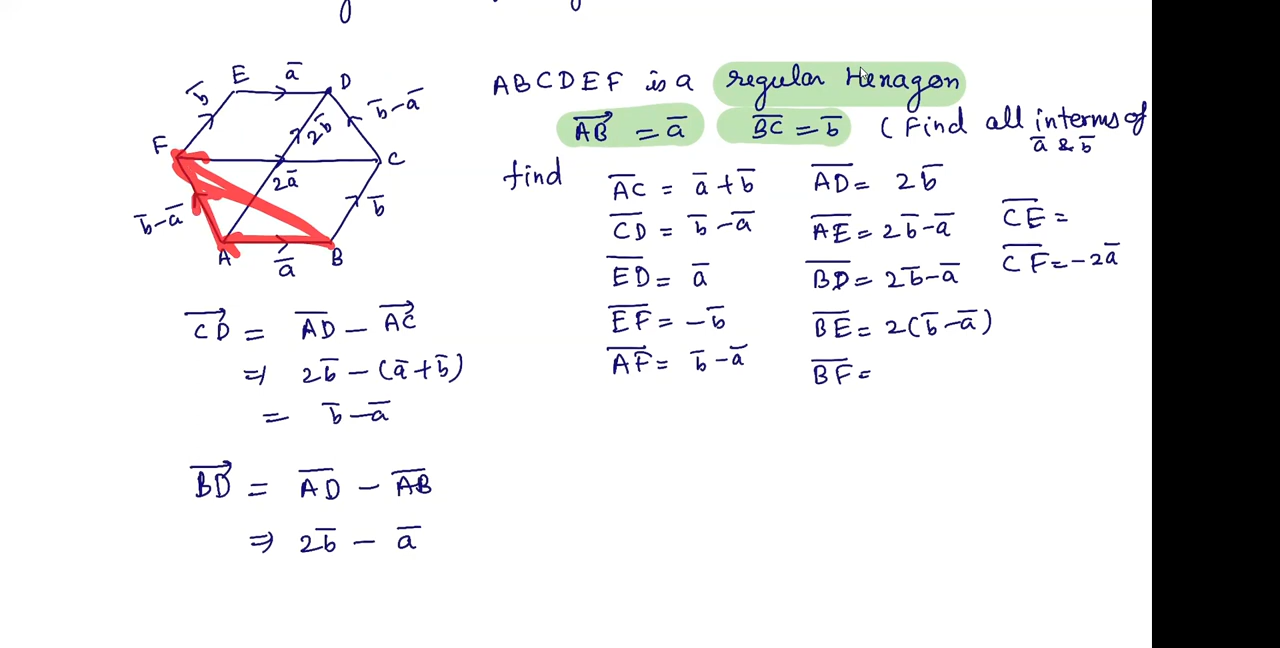 E a̅ D
b̅ b̅-a̅
2b̅
F C
2a̅
b̅-a̅ b̅
A a̅ B
ABCDEF is a regular Hexagon
AB⃗ = a̅ BC̅ = b̅ (Find all interms of
a̅ & b̅
find
AC̅ = a̅+b̅ AD̅ = 2b̅
CD̅ = b̅-a̅ AE̅ = 2b̅-a̅ CE̅ =
ED̅ = a̅ BD̅ = 2b̅-a̅ CF̅ = -2a̅
EF̅ = -b̅ BE̅ = 2(b̅-a̅)
AF̅ = b̅-a̅ BF̅ =
CD⃗ = AD̅ - AC⃗
⇒ 2b̅ - (a̅+b̅)
= b̅-a̅
BD⃗ = AD̅ - AB̅
⇒ 2b̅ - a̅